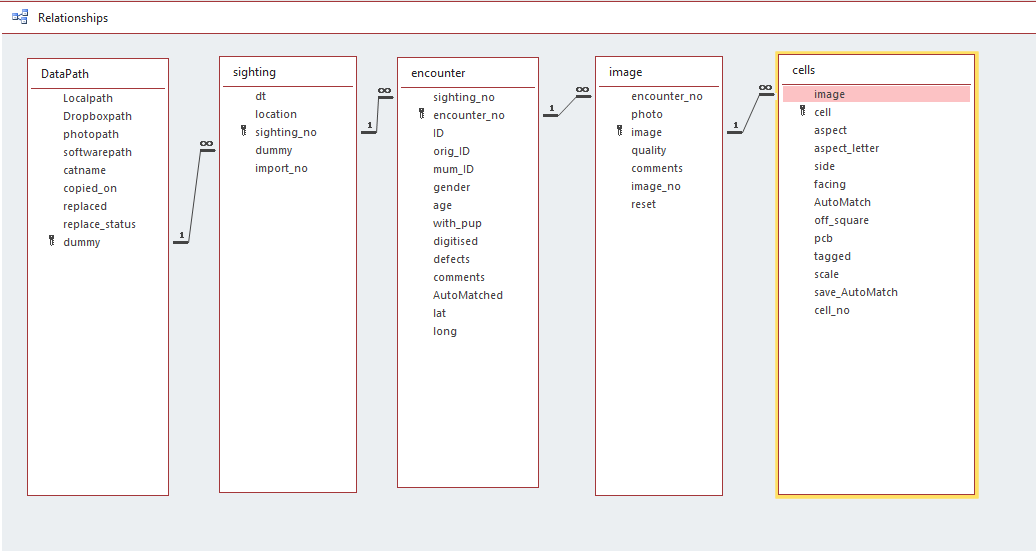 Relationships
DataPath
Localpath
Dropboxpath
photopath
softwarepath
catname
copied_on
replaced
replace_status
dummy
1
∞
sighting
dt
location
sighting_no
dummy
import_no
1
∞
encounter
sighting_no
encounter_no
ID
orig_ID
mum_ID
gender
age
with_pup
digitised
defects
comments
AutoMatched
lat
long
1
∞
image
encounter_no
photo
image
quality
comments
image_no
reset
1
∞
cells
image
cell
aspect
aspect_letter
side
facing
AutoMatch
off_square
pcb
tagged
scale
save_AutoMatch
cell_no